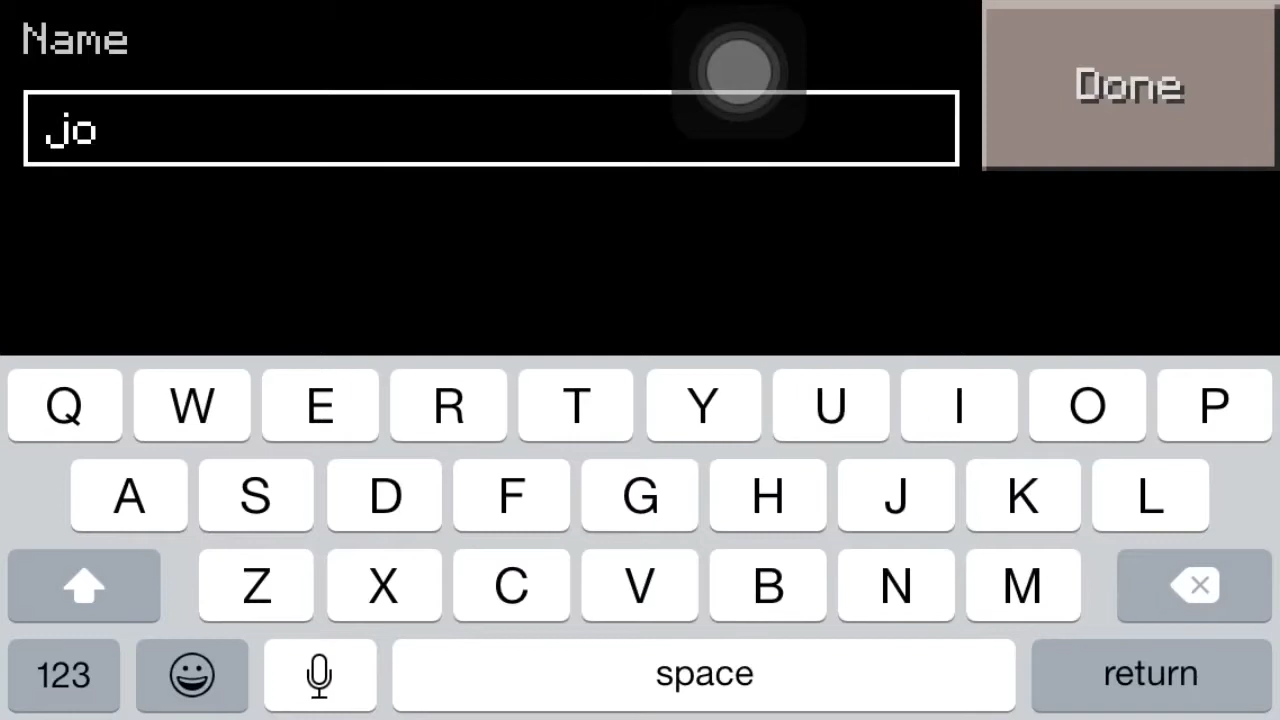 Name
Done
jo
Q W E R T Y U I O P
A S D F G H J K L
Z X C V B N M
123 space return